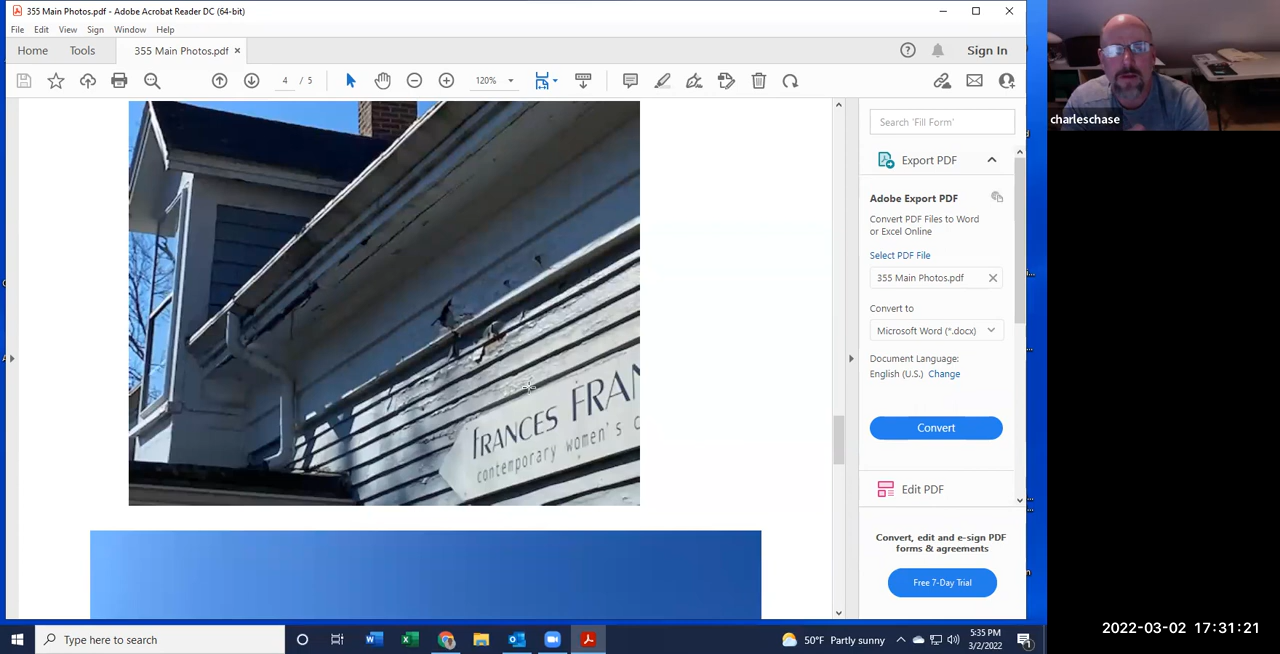 355 Main Photos.pdf - Adobe Acrobat Reader DC (64-bit)
File Edit View Sign Window Help
Home Tools 355 Main Photos.pdf × Sign In
4 / 5 120%
charleschase
FRANCES FRAN
contemporary women's c
Search 'Fill Form'
Export PDF
Adobe Export PDF
Convert PDF Files to Word
or Excel Online
Select PDF File
355 Main Photos.pdf
Convert to
Microsoft Word (*.docx)
Document Language:
English (U.S.) Change
Convert
Edit PDF
Convert, edit and e-sign PDF
forms & agreements
Free 7-Day Trial
Type here to search
50°F Partly sunny
5:35 PM
3/2/2022
2022-03-02 17:31:21